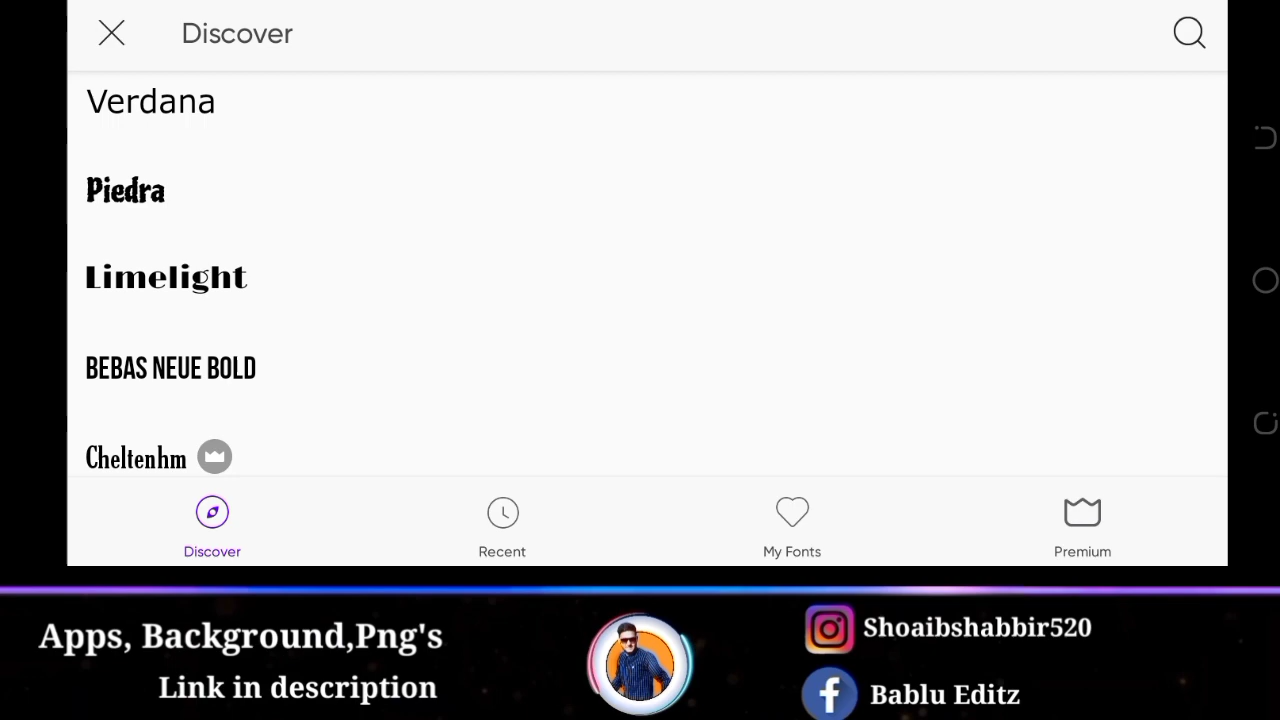 Discover
Verdana
Piedra
Limelight
BEBAS NEUE BOLD
Cheltenhm
Discover
Recent
My Fonts
Premium
Apps, Background,Png's
Link in description
Shoaibshabbir520
Bablu Editz